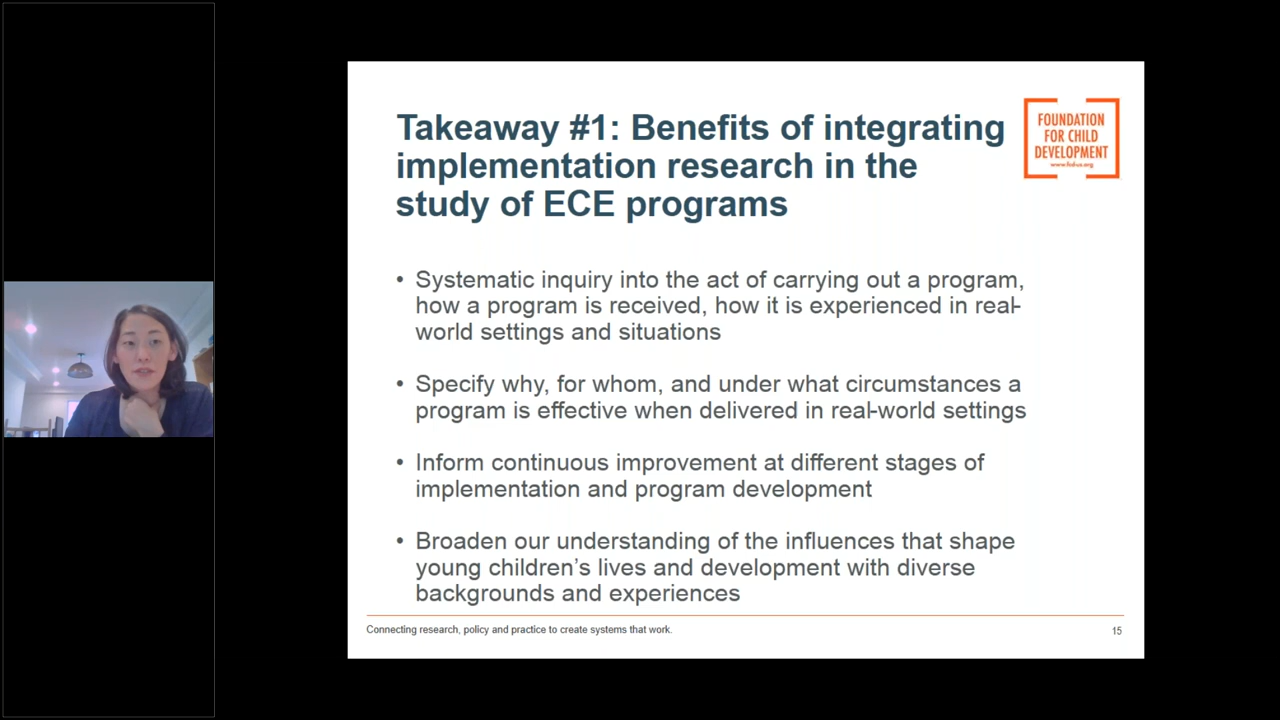 Takeaway #1: Benefits of integrating
implementation research in the
study of ECE programs
FOUNDATION
FOR CHILD
DEVELOPMENT
www.fcd-us.org
• Systematic inquiry into the act of carrying out a program,
how a program is received, how it is experienced in real-
world settings and situations
• Specify why, for whom, and under what circumstances a
program is effective when delivered in real-world settings
• Inform continuous improvement at different stages of
implementation and program development
• Broaden our understanding of the influences that shape
young children’s lives and development with diverse
backgrounds and experiences
Connecting research, policy and practice to create systems that work.
15